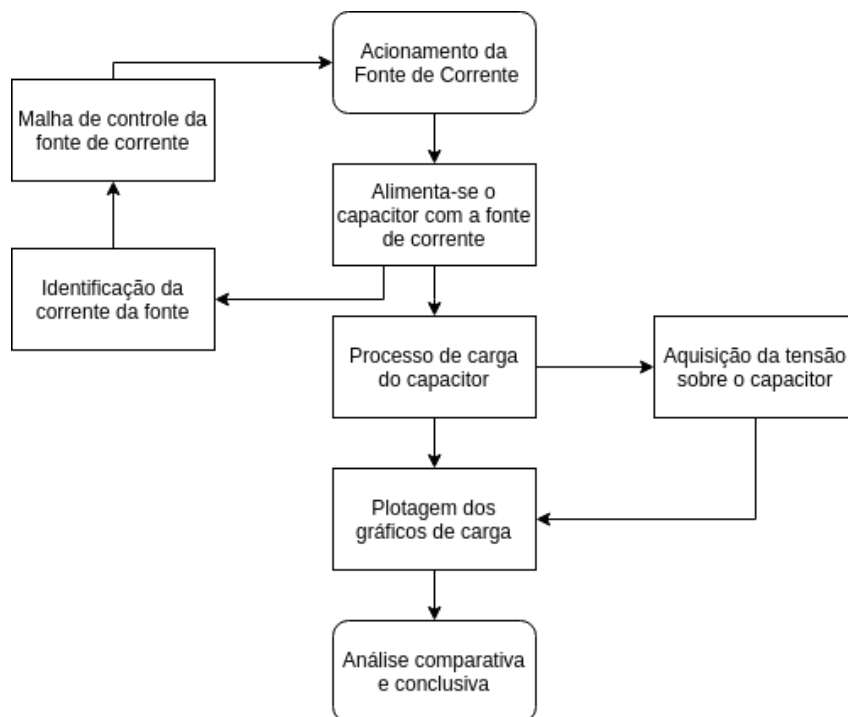 Acionamento da
Fonte de Corrente
Malha de controle da
fonte de corrente
Alimenta-se o
capacitor com a fonte
de corrente
Identificação da
corrente da fonte
Processo de carga
do capacitor
Aquisição da tensão
sobre o capacitor
Plotagem dos
gráficos de carga
Análise comparativa
e conclusiva